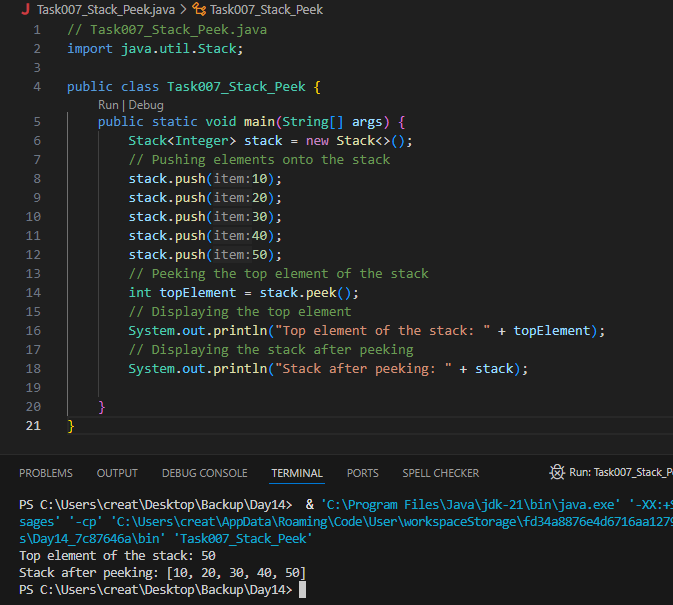 Task007_Stack_Peek.java > Task007_Stack_Peek
1 // Task007_Stack_Peek.java
2 import java.util.Stack;
3
4 public class Task007_Stack_Peek {
Run | Debug
5 public static void main(String[] args) {
6 Stack<Integer> stack = new Stack<>();
7 // Pushing elements onto the stack
8 stack.push(item:10);
9 stack.push(item:20);
10 stack.push(item:30);
11 stack.push(item:40);
12 stack.push(item:50);
13 // Peeking the top element of the stack
14 int topElement = stack.peek();
15 // Displaying the top element
16 System.out.println("Top element of the stack: " + topElement);
17 // Displaying the stack after peeking
18 System.out.println("Stack after peeking: " + stack);
19
20 }
21 }
PROBLEMS OUTPUT DEBUG CONSOLE TERMINAL PORTS SPELL CHECKER Run: Task007_Stack_P
PS C:\Users\creat\Desktop\Backup\Day14> & 'C:\Program Files\Java\jdk-21\bin\java.exe' '-XX:+S
sages' '-cp' 'C:\Users\creat\AppData\Roaming\Code\User\workspaceStorage\fd34a8876e4d6716aa1279
s\Day14_7c87646a\bin' 'Task007_Stack_Peek'
Top element of the stack: 50
Stack after peeking: [10, 20, 30, 40, 50]
PS C:\Users\creat\Desktop\Backup\Day14>